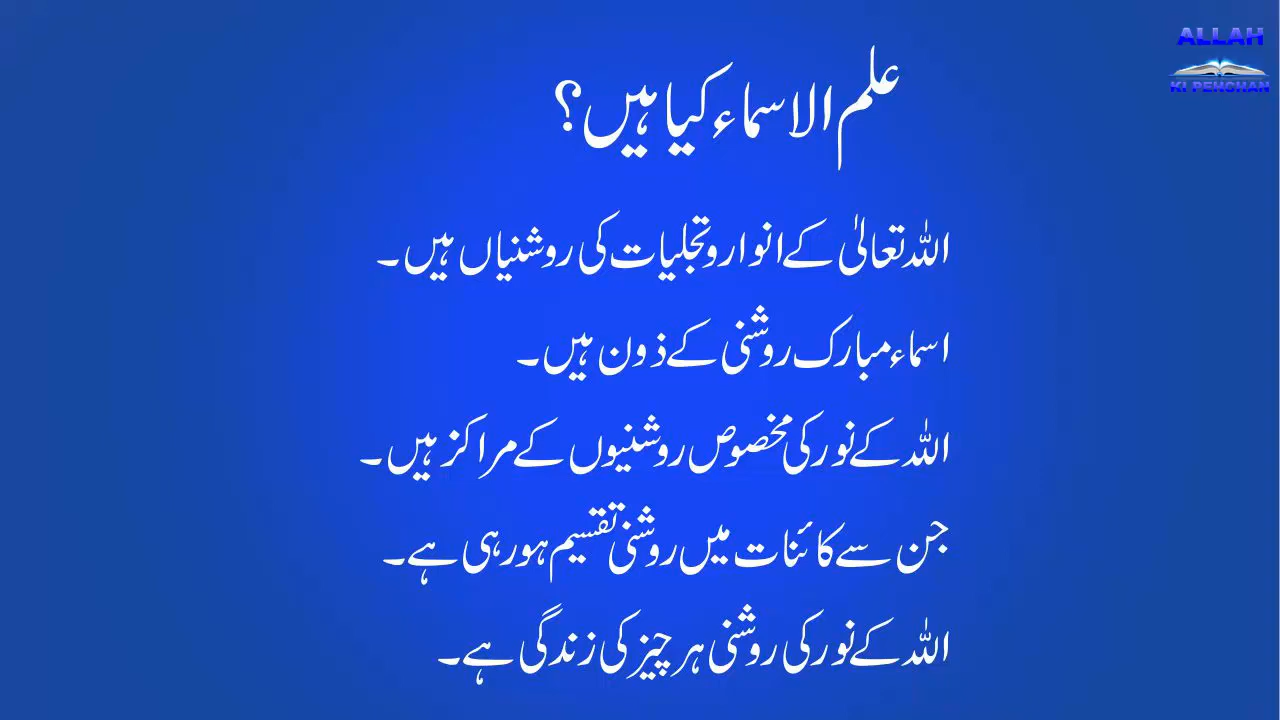 ALLAH
KI PEHCHAN
علم الاسماء کیا ہیں؟
اللہ تعالیٰ کے انوار و تجلیات کی روشنیاں ہیں۔
اسماء مبارک روشنی کے ذون ہیں۔
اللہ کے نور کی مخصوص روشنیوں کے مراکز ہیں۔
جن سے کائنات میں روشنی تقسیم ہو رہی ہے۔
اللہ کے نور کی روشنی ہر چیز کی زندگی ہے۔